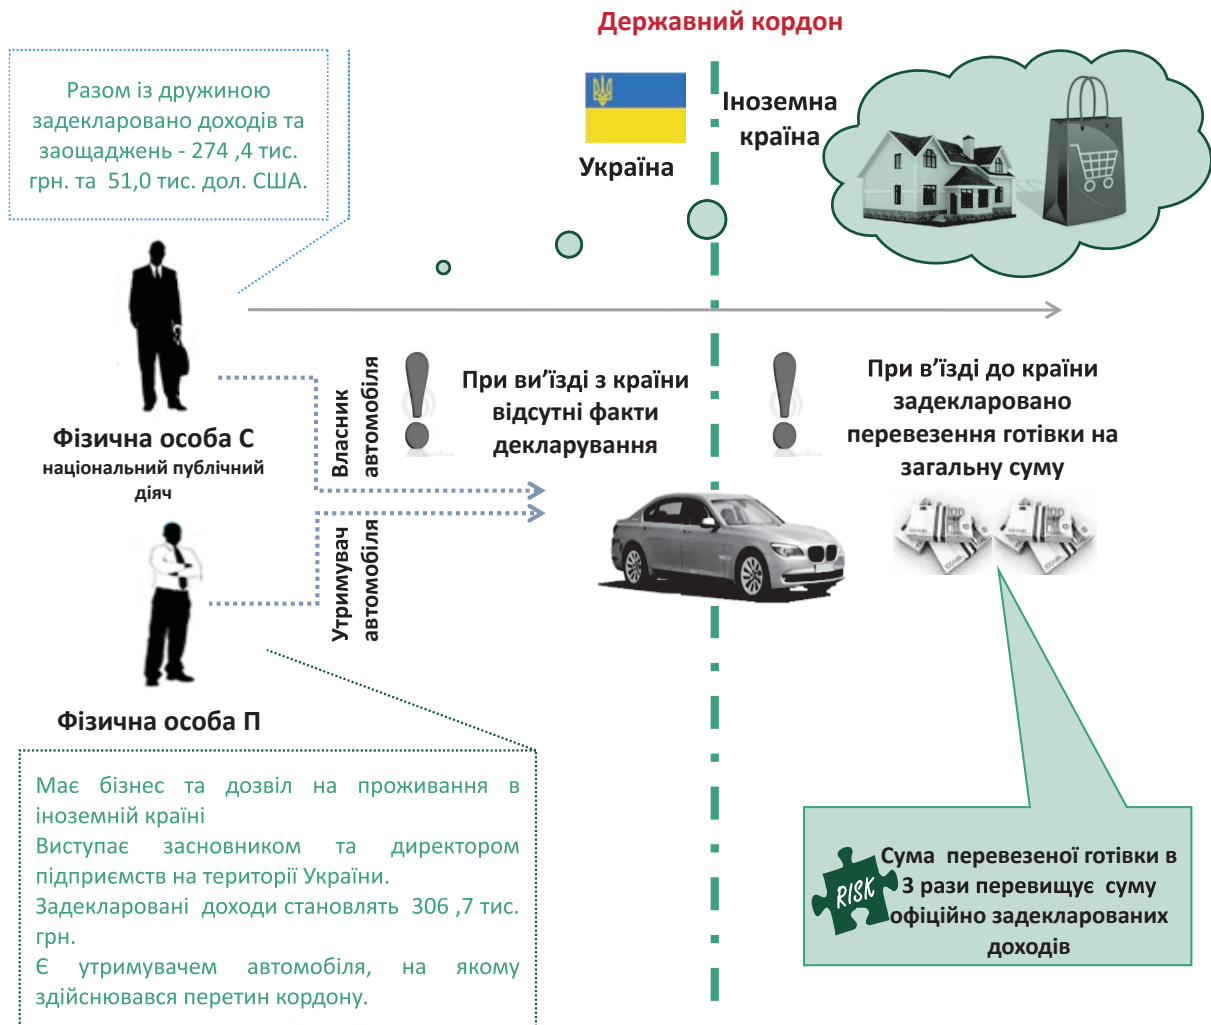 Державний кордон
Разом із дружиною
задекларовано доходів та
заощаджень - 274 ,4 тис.
грн. та 51,0 тис. дол. США.
Україна
Іноземна
країна
Фізична особа С
національний публічний
діяч
Власник
автомобіля
При ви’їзді з країни
відсутні факти
декларування
При в’їзді до країни
задекларовано
перевезення готівки на
загальну суму
Утримувач
автомобіля
Фізична особа П
Має бізнес та дозвіл на проживання в
іноземній країні
Виступає засновником та директором
підприємств на території України.
Задекларовані доходи становлять 306 ,7 тис.
грн.
Є утримувачем автомобіля, на якому
здійснювався перетин кордону.
RISK
Сума перевезеної готівки в
3 рази перевищує суму
офіційно задекларованих
доходів